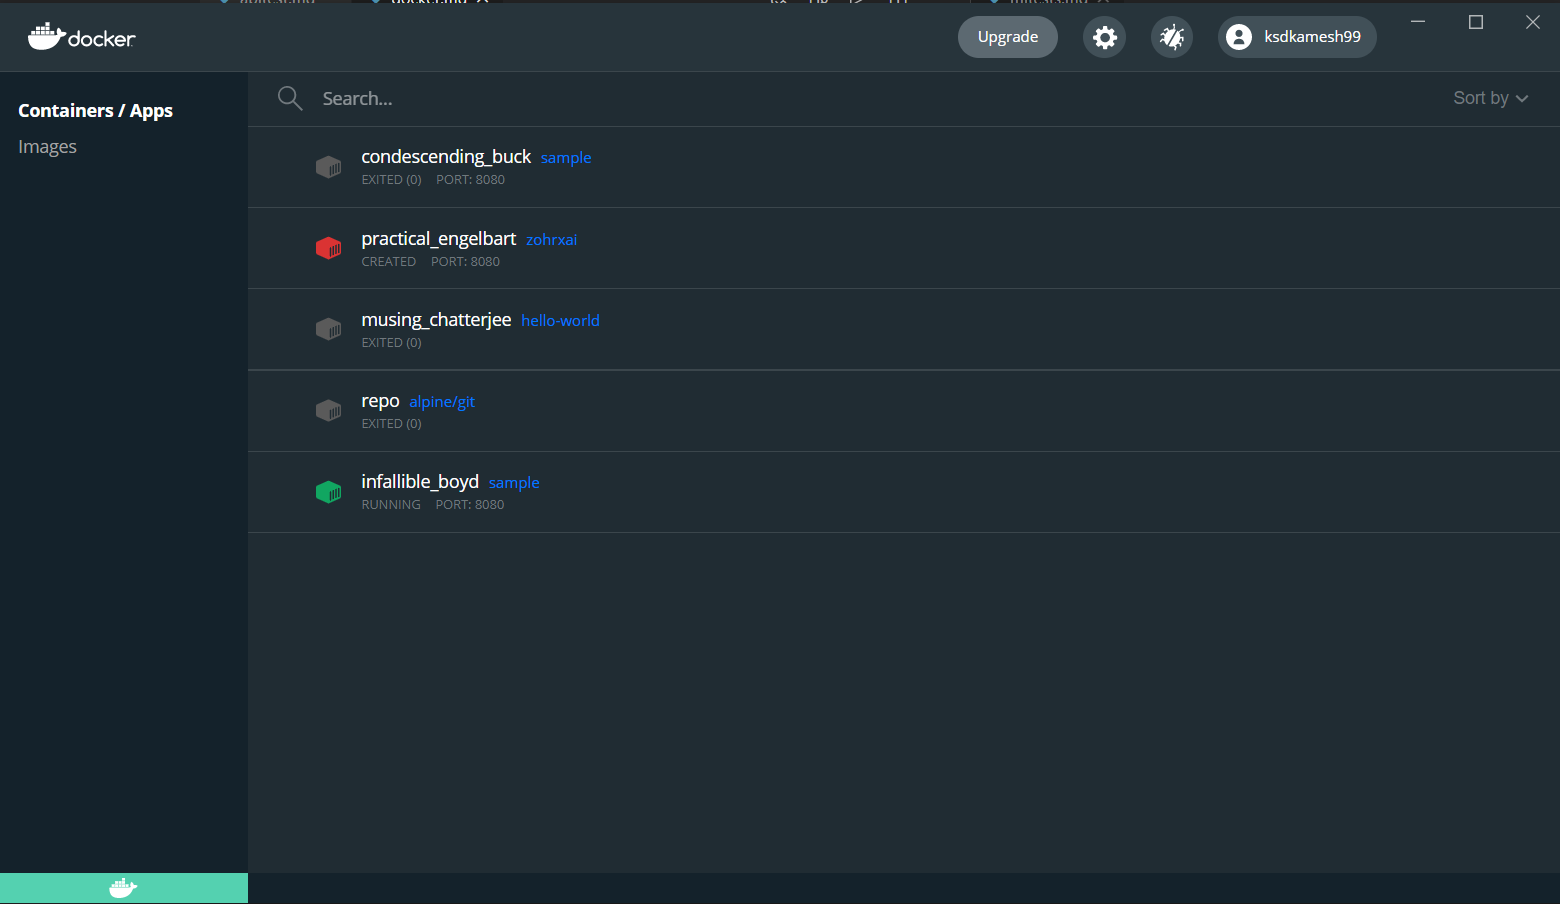 docker
Upgrade
ksdkamesh99
Containers / Apps
Images
Search...
Sort by
condescending_buck sample
EXITED (0) PORT: 8080
practical_engelbart zohrxai
CREATED PORT: 8080
musing_chatterjee hello-world
EXITED (0)
repo alpine/git
EXITED (0)
infallible_boyd sample
RUNNING PORT: 8080